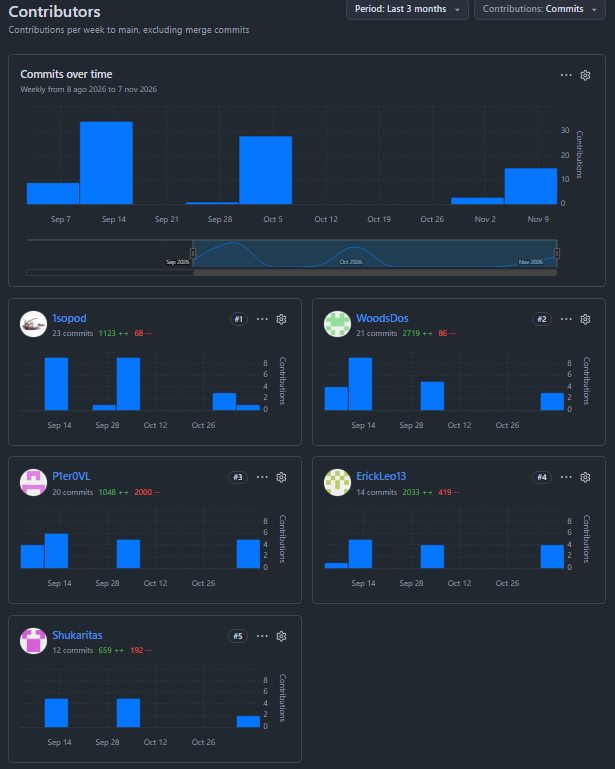 Contributors
Period: Last 3 months
Contributions: Commits
Contributions per week to main, excluding merge commits
Commits over time
Weekly from 8 ago 2026 to 7 nov 2026
30
20
10
0
Contributions
Sep 7 Sep 14 Sep 21 Sep 28 Oct 5 Oct 12 Oct 19 Oct 26 Nov 2 Nov 9
Sep 2026 Oct 2026 Nov 2026
1sopod
#1
23 commits 1123 ++ 68 --
8
6
4
2
0
Contributions
Sep 14 Sep 28 Oct 12 Oct 26
WoodsDos
#2
21 commits 2719 ++ 86 --
8
6
4
2
0
Contributions
Sep 14 Sep 28 Oct 12 Oct 26
P1er0VL
#3
20 commits 1048 ++ 2000 --
8
6
4
2
0
Contributions
Sep 14 Sep 28 Oct 12 Oct 26
ErickLeo13
#4
14 commits 2033 ++ 419 --
8
6
4
2
0
Contributions
Sep 14 Sep 28 Oct 12 Oct 26
Shukaritas
#5
12 commits 659 ++ 192 --
8
6
4
2
0
Contributions
Sep 14 Sep 28 Oct 12 Oct 26